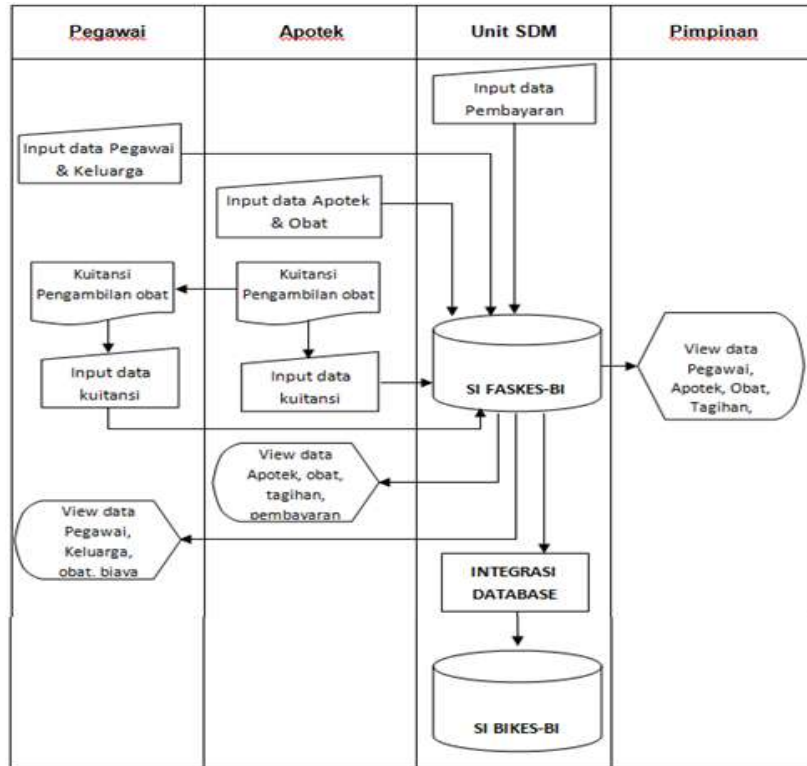 Pegawai
Apotek
Unit SDM
Pimpinan
Input data
Pembayaran
Input data Pegawai
& Keluarga
Input data Apotek
& Obat
Kuitansi
Pengambilan obat
Kuitansi
Pengambilan obat
Input data
kuitansi
Input data
kuitansi
SI FASKES-BI
View data
Pegawai,
Apotek, Obat,
Tagihan,
View data
Apotek, obat,
tagihan,
pembayaran
View data
Pegawai,
Keluarga,
obat, biaya
INTEGRASI
DATABASE
SI BIKES-BI